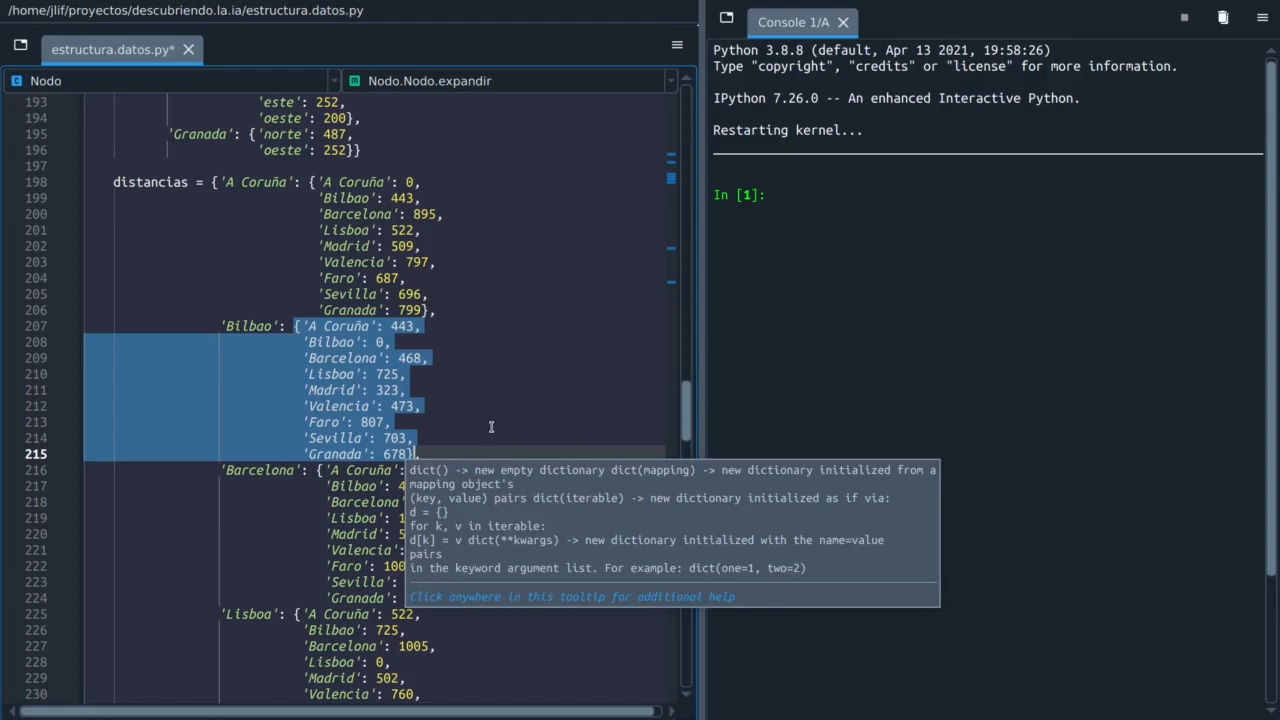 /home/jlif/proyectos/descubriendo.la.ia/estructura.datos.py
estructura.datos.py*
Nodo
Nodo.Nodo.expandir
193 'este': 252,
194 'oeste': 200},
195 'Granada': {'norte': 487,
196 'oeste': 252}}
197
198 distancias = {'A Coruña': {'A Coruña': 0,
199 'Bilbao': 443,
200 'Barcelona': 895,
201 'Lisboa': 522,
202 'Madrid': 509,
203 'Valencia': 797,
204 'Faro': 687,
205 'Sevilla': 696,
206 'Granada': 799},
207 'Bilbao': {'A Coruña': 443,
208 'Bilbao': 0,
209 'Barcelona': 468,
210 'Lisboa': 725,
211 'Madrid': 323,
212 'Valencia': 473,
213 'Faro': 807,
214 'Sevilla': 703,
215 'Granada': 678},
216 'Barcelona': {'A Coruña':
217 'Bilbao': 4
218 'Barcelona'
219 'Lisboa': 1
220 'Madrid': 5
221 'Valencia':
222 'Faro': 100
223 'Sevilla':
224 'Granada':
225 'Lisboa': {'A Coruña': 522,
226 'Bilbao': 725,
227 'Barcelona': 1005,
228 'Lisboa': 0,
229 'Madrid': 502,
230 'Valencia': 760,
dict() -> new empty dictionary dict(mapping) -> new dictionary initialized from a
mapping object's
(key, value) pairs dict(iterable) -> new dictionary initialized as if via:
d = {}
for k, v in iterable:
d[k] = v dict(**kwargs) -> new dictionary initialized with the name=value
pairs
in the keyword argument list. For example: dict(one=1, two=2)
Click anywhere in this tooltip for additional help
Console 1/A
Python 3.8.8 (default, Apr 13 2021, 19:58:26)
Type "copyright", "credits" or "license" for more information.
IPython 7.26.0 -- An enhanced Interactive Python.
Restarting kernel...
In [1]: